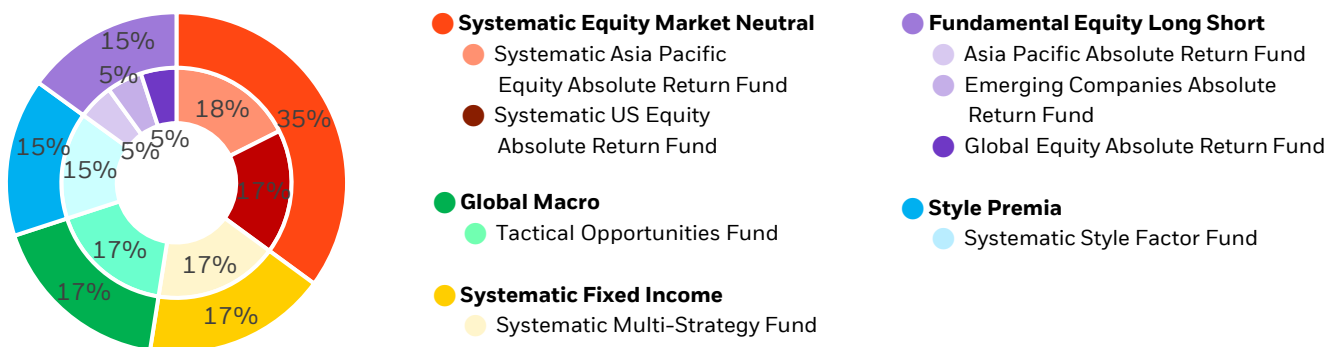 15%
5%
18%
35%
15%
5%
5%
15%
17%
17%
17%
17%
17%
Systematic Equity Market Neutral
Systematic Asia Pacific
Equity Absolute Return Fund
Systematic US Equity
Absolute Return Fund
Global Macro
Tactical Opportunities Fund
Systematic Fixed Income
Systematic Multi-Strategy Fund
Fundamental Equity Long Short
Asia Pacific Absolute Return Fund
Emerging Companies Absolute
Return Fund
Global Equity Absolute Return Fund
Style Premia
Systematic Style Factor Fund